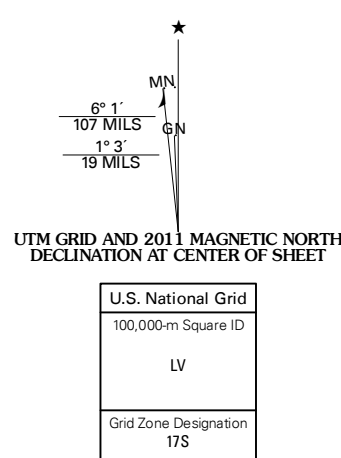 ★
MN
6° 1´
107 MILS
GN
1° 3´
19 MILS
UTM GRID AND 2011 MAGNETIC NORTH
DECLINATION AT CENTER OF SHEET
U.S. National Grid
100,000-m Square ID
LV
Grid Zone Designation
17S